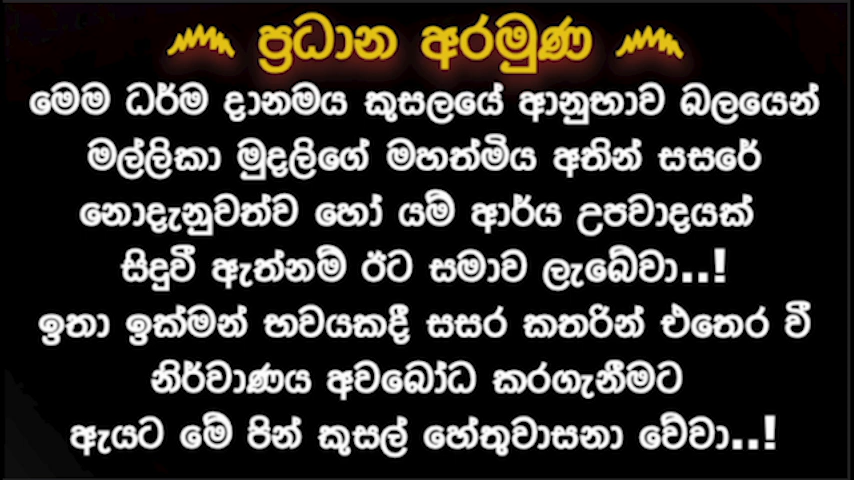 ප්‍රධාන අරමුණ
මෙම ධර්ම දානමය කුසලයේ ආනුභාව බලයෙන්
මල්ලිකා මුදලිගේ මහත්මිය අතින් සසරේ
නොදැනුවත්ව හෝ යම් ආර්ය උපවාදයක්
සිදුවී ඇත්නම් ඊට සමාව ලැබේවා..!
ඉතා ඉක්මන් භවයකදී සසර කතරින් එතෙර වී
නිර්වාණය අවබෝධ කරගැනීමට
ඇයට මේ පින් කුසල් හේතුවාසනා වේවා..!